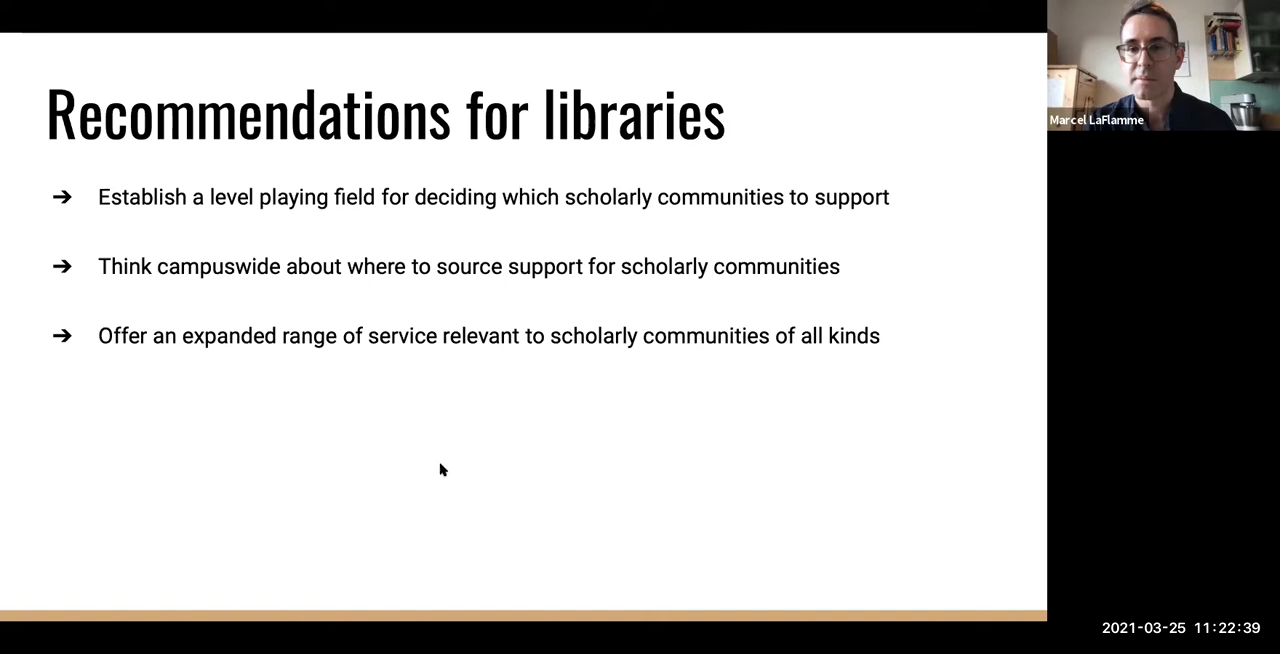 Recommendations for libraries
➔ Establish a level playing field for deciding which scholarly communities to support
➔ Think campuswide about where to source support for scholarly communities
➔ Offer an expanded range of service relevant to scholarly communities of all kinds
Marcel LaFlamme
2021-03-25 11:22:39